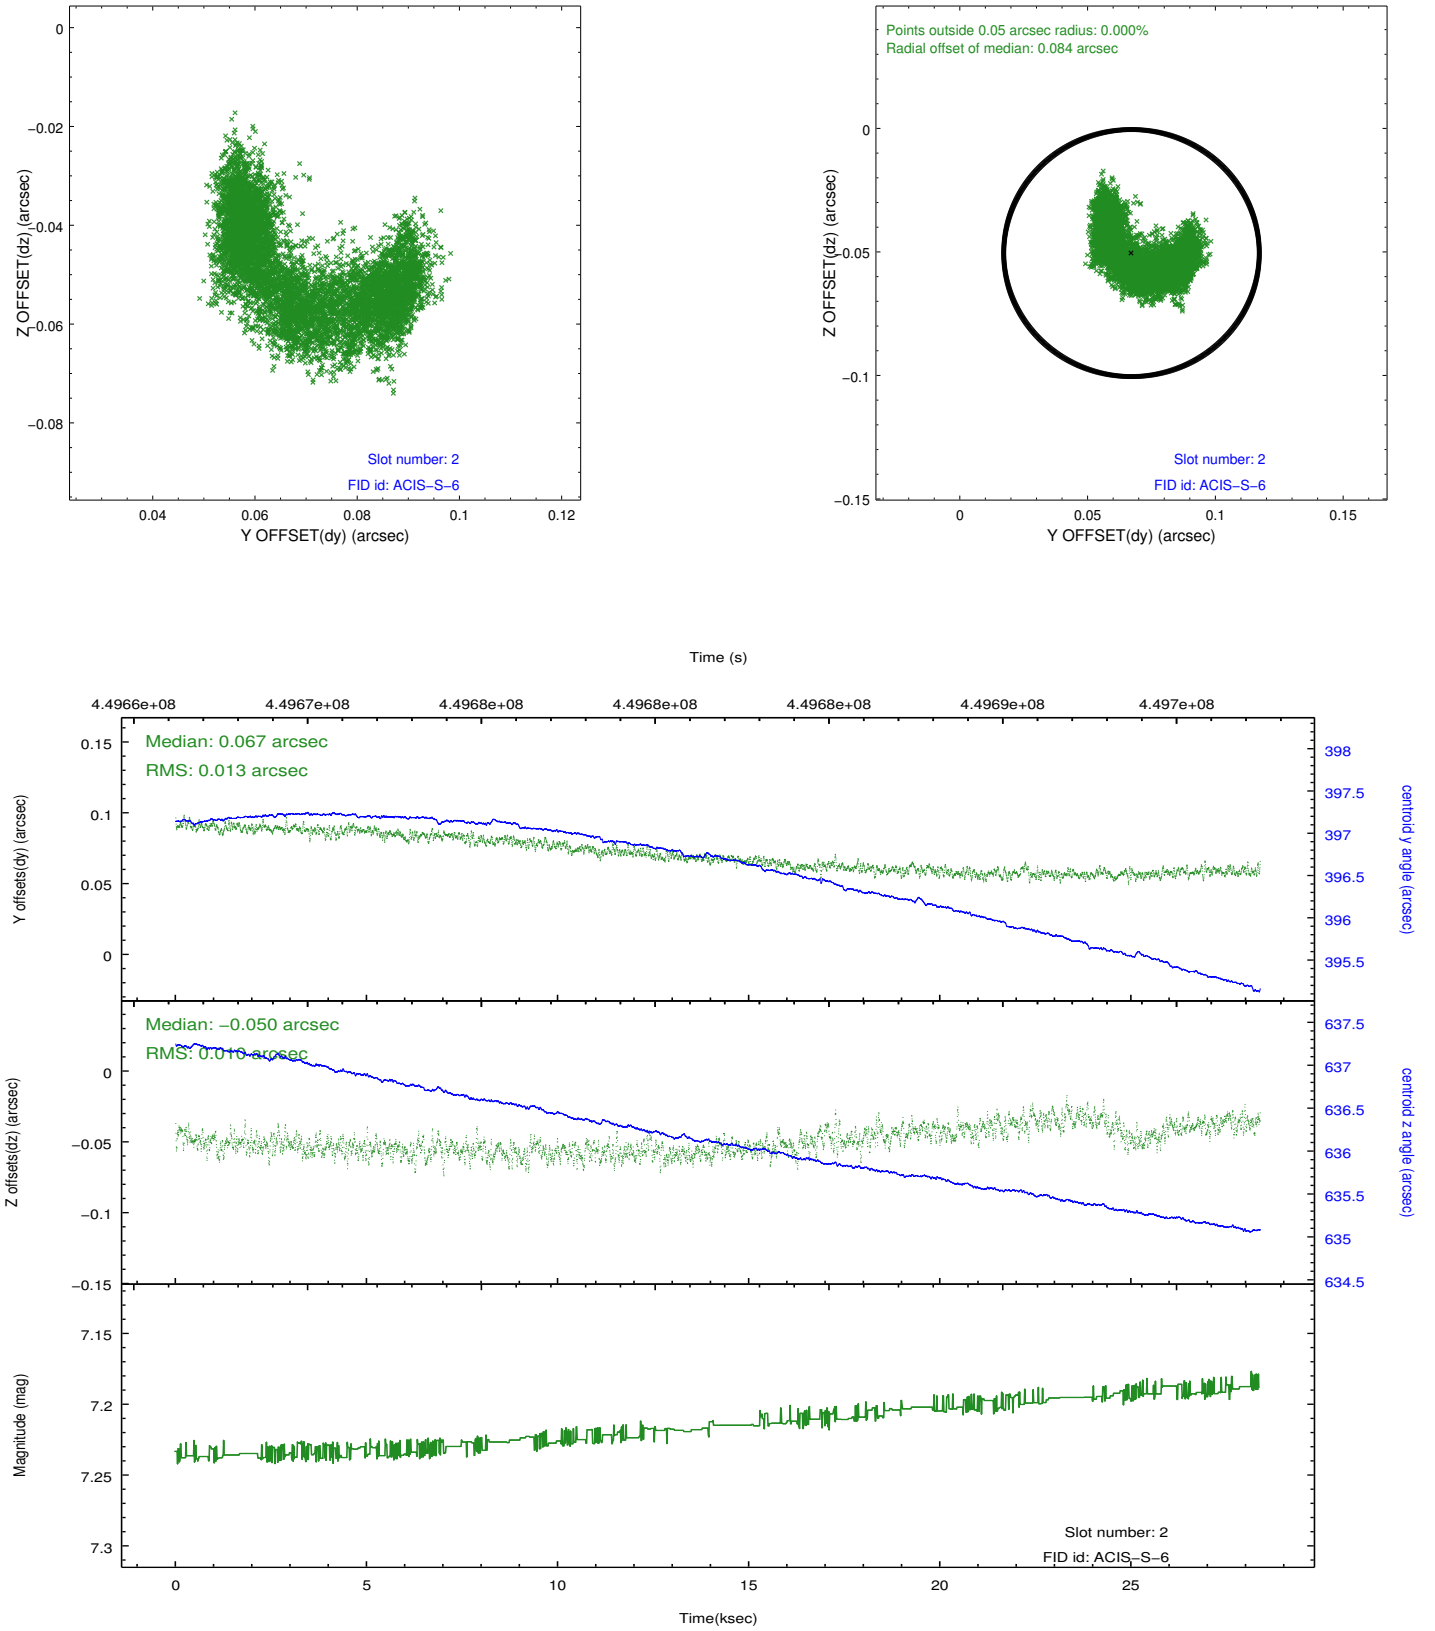 0
−0.02
−0.04
−0.06
−0.08
Z OFFSET(dz) (arcsec)
Slot number: 2
FID id: ACIS−S−6
0.04
0.06
0.08
0.1
0.12
Y OFFSET(dy) (arcsec)
Points outside 0.05 arcsec radius: 0.000%
Radial offset of median: 0.084 arcsec
0
−0.05
−0.1
−0.15
Z OFFSET(dz) (arcsec)
Slot number: 2
FID id: ACIS−S−6
0
0.05
0.1
0.15
Y OFFSET(dy) (arcsec)
Time (s)
4.4966e+08
4.4967e+08
4.4968e+08
4.4968e+08
4.4968e+08
4.4969e+08
4.497e+08
Median: 0.067 arcsec
RMS: 0.013 arcsec
0.15
0.1
0.05
0
Y offsets(dy) (arcsec)
398
397.5
397
396.5
396
395.5
centroid y angle (arcsec)
Median: −0.050 arcsec
RMS: 0.010 arcsec
0
−0.05
−0.1
−0.15
Z offsets(dz) (arcsec)
637.5
637
636.5
636
635.5
635
634.5
centroid z angle (arcsec)
7.15
7.2
7.25
7.3
Magnitude (mag)
Slot number: 2
FID id: ACIS−S−6
0
5
10
15
20
25
Time(ksec)